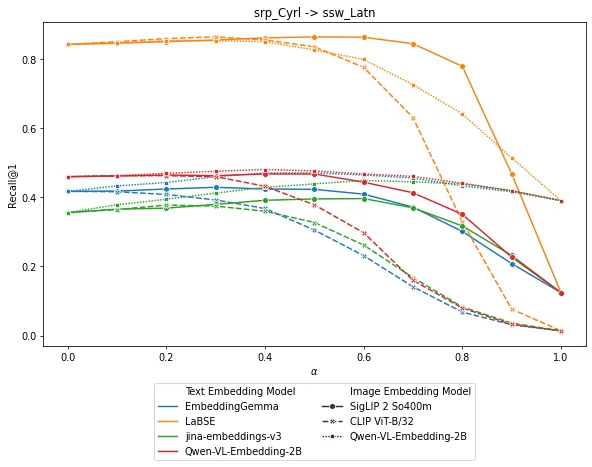 srp_Cyrl -> ssw_Latn
Recall@1
0.8
0.6
0.4
0.2
0.0
0.0 0.2 0.4 0.6 0.8 1.0
α
Text Embedding Model Image Embedding Model
EmbeddingGemma SigLIP 2 So400m
LaBSE CLIP ViT-B/32
jina-embeddings-v3 Qwen-VL-Embedding-2B
Qwen-VL-Embedding-2B